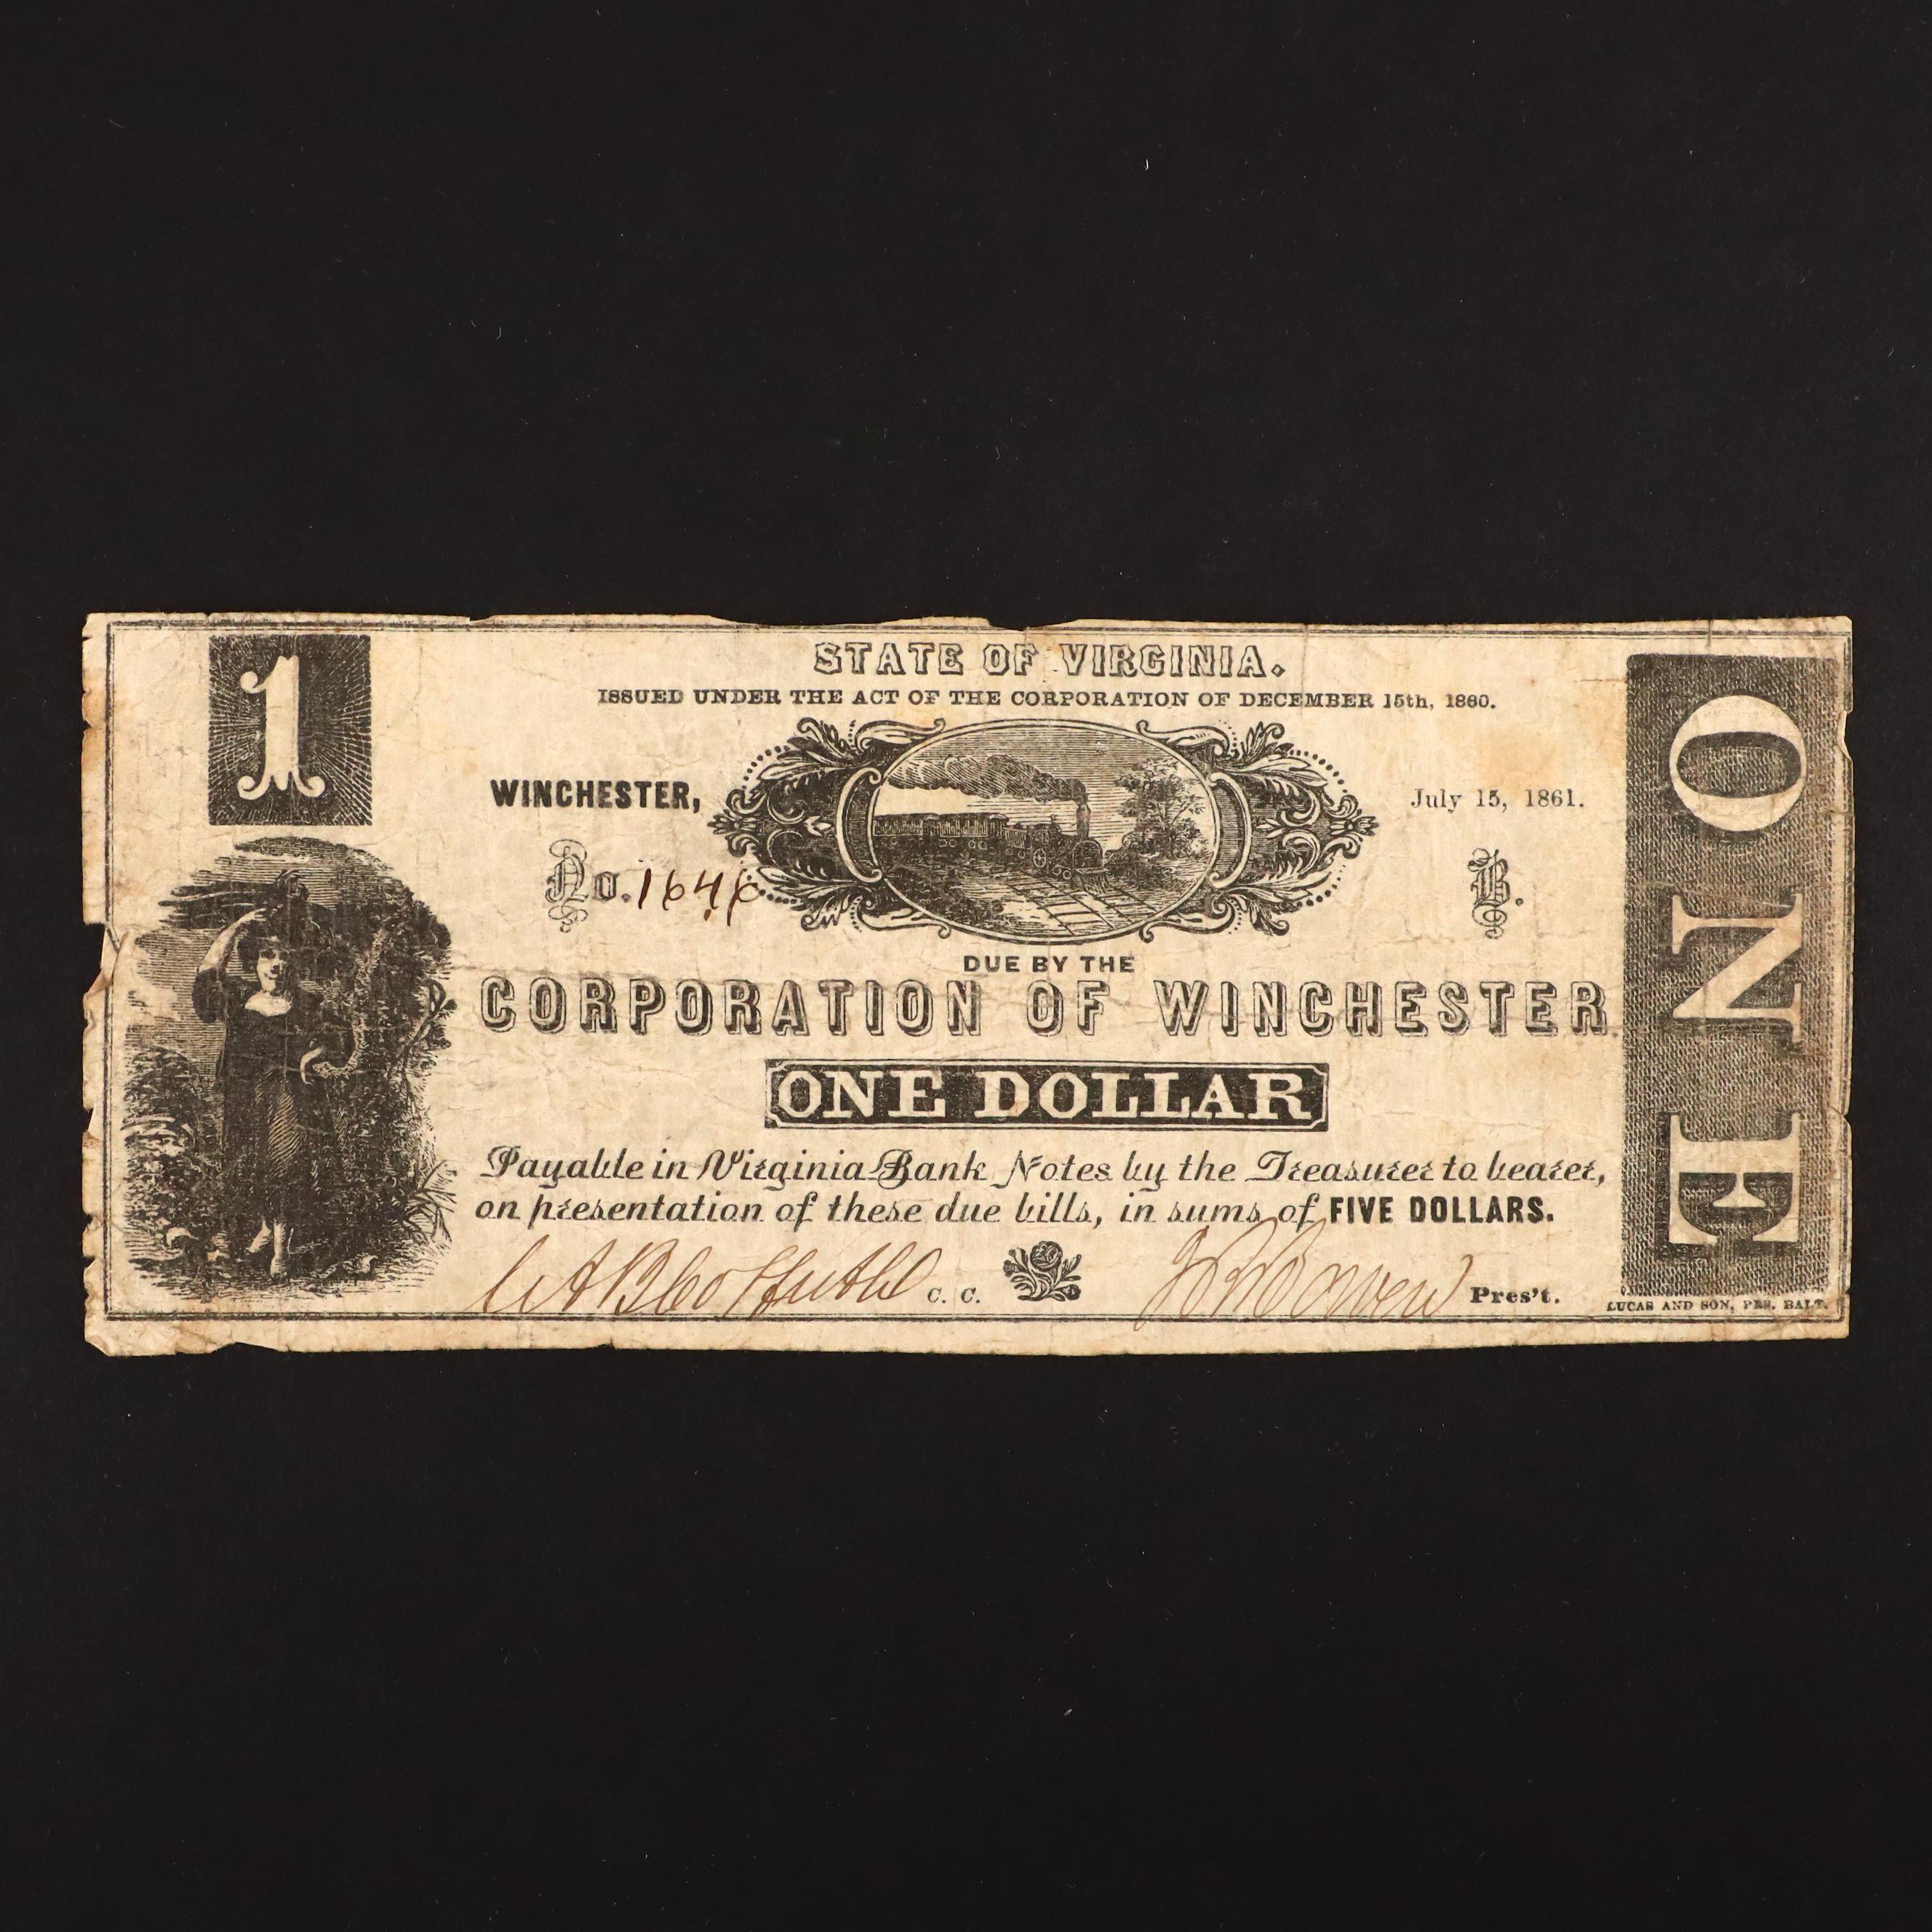 1
STATE OF VIRGINIA.
ISSUED UNDER THE ACT OF THE CORPORATION OF DECEMBER 15th, 1860.
WINCHESTER,
July 15, 1861.
No.
B.
DUE BY THE
CORPORATION OF WINCHESTER
ONE DOLLAR
Payable in Virginia Bank Notes by the Treasurer to bearer,
on presentation of these due bills, in sums of FIVE DOLLARS.
C. C.
Pres't.
LUCAS AND SON, PRS. BALT.
ONE